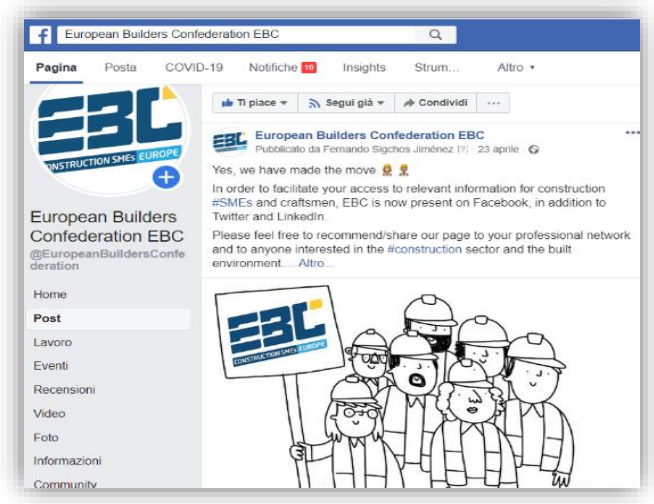 European Builders Confederation EBC
Pagina Posta COVID-19 Notifiche 10 Insights Strum... Altro
EBC
CONSTRUCTION SMEs EUROPE
European Builders
Confederation EBC
@EuropeanBuildersConfe
deration
Home
Post
Lavoro
Eventi
Recensioni
Video
Foto
Informazioni
Community
Ti piace Segui già Condividi ...
EBC
European Builders Confederation EBC
Pubblicato da Fernando Sigchos Jiménez [?] · 23 aprile ·
Yes, we have made the move
In order to facilitate your access to relevant information for construction
#SMEs and craftsmen, EBC is now present on Facebook, in addition to
Twitter and LinkedIn.
Please feel free to recommend/share our page to your professional network
and to anyone interested in the #construction sector and the built
environment.... Altro...
EBC
CONSTRUCTION SMEs EUROPE